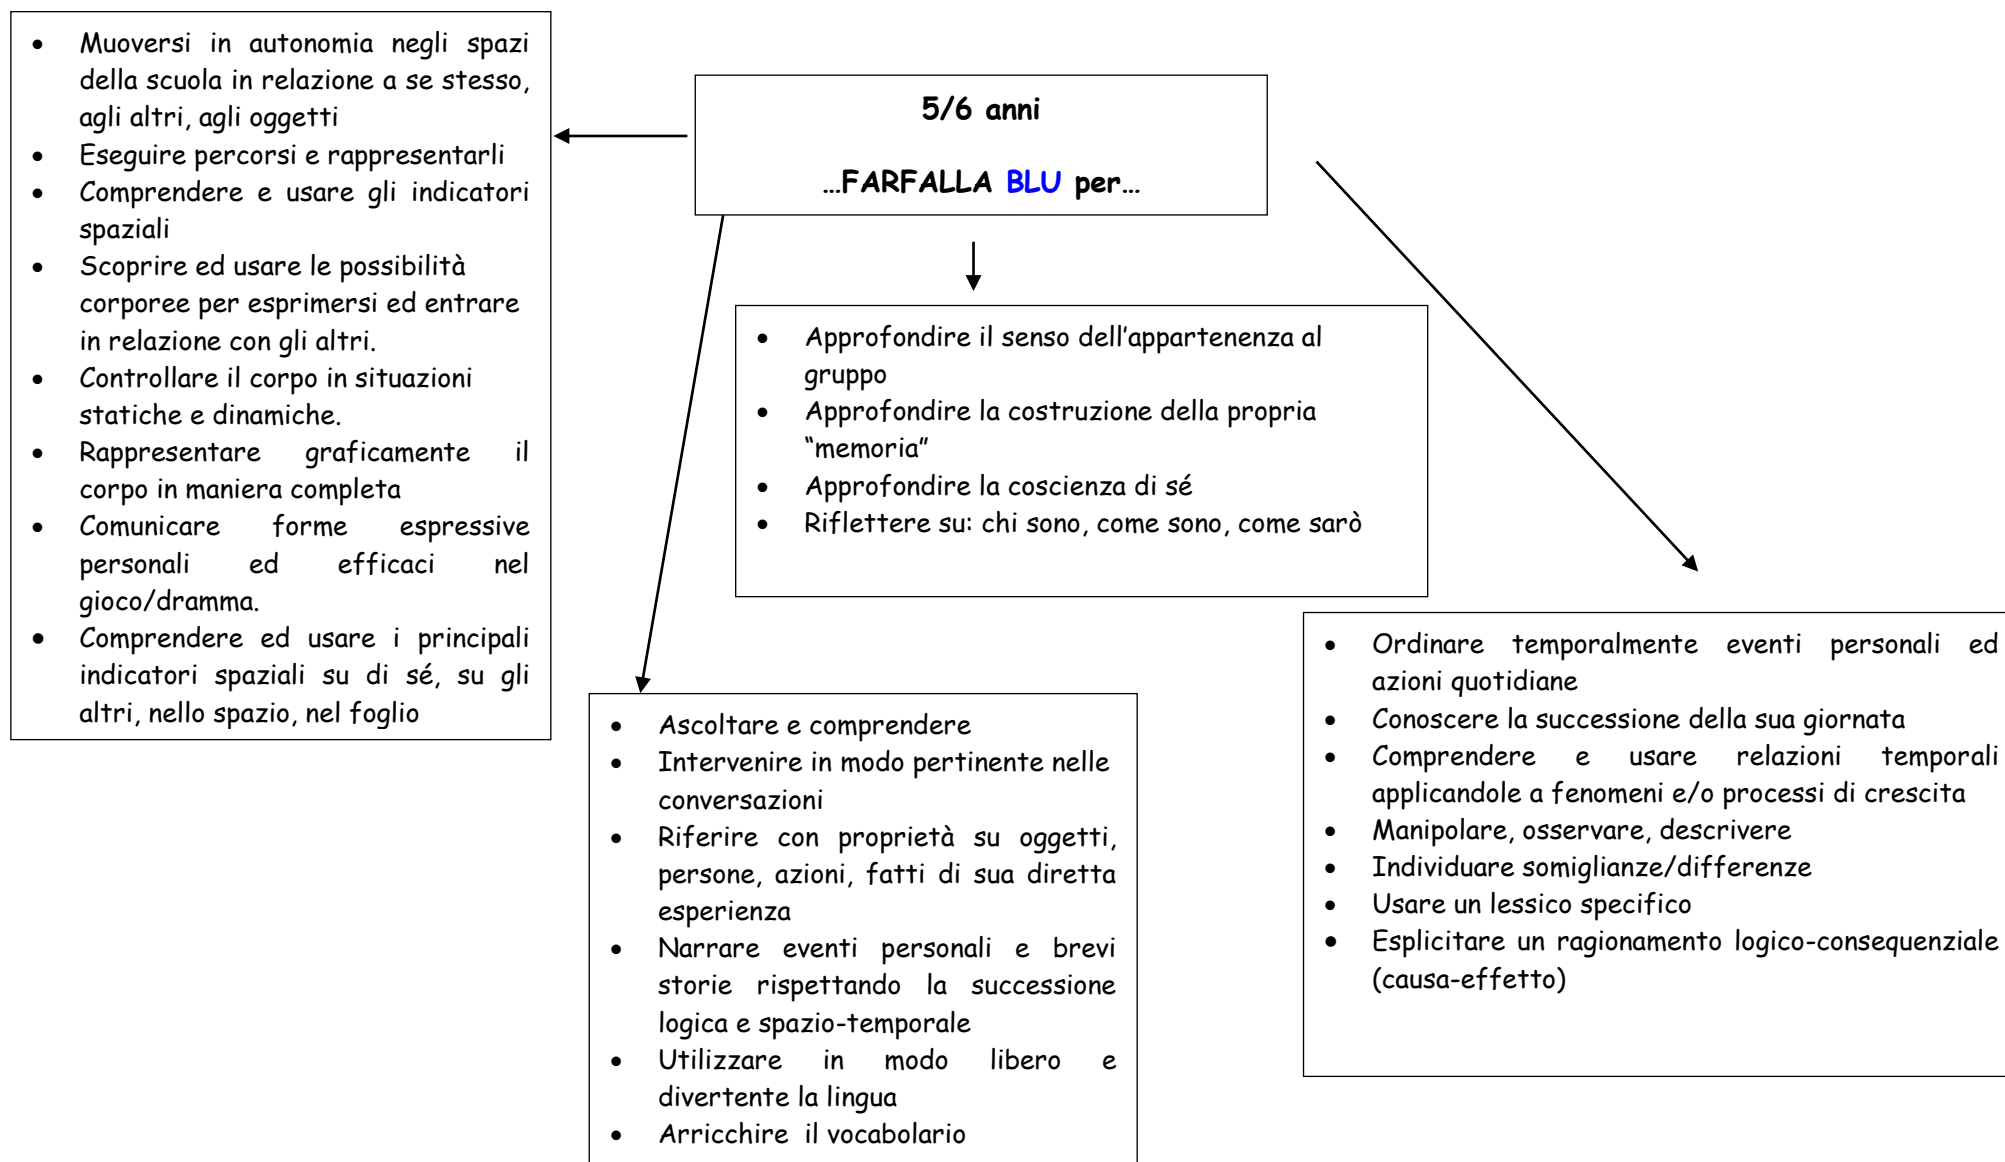 • Muoversi in autonomia negli spazi
della scuola in relazione a se stesso,
agli altri, agli oggetti
• Eseguire percorsi e rappresentarli
• Comprendere e usare gli indicatori
spaziali
• Scoprire ed usare le possibilità
corporee per esprimersi ed entrare
in relazione con gli altri.
• Controllare il corpo in situazioni
statiche e dinamiche.
• Rappresentare graficamente il
corpo in maniera completa
• Comunicare forme espressive
personali ed efficaci nel
gioco/dramma.
• Comprendere ed usare i principali
indicatori spaziali su di sé, su gli
altri, nello spazio, nel foglio
5/6 anni
…FARFALLA BLU per…
• Approfondire il senso dell’appartenenza al
gruppo
• Approfondire la costruzione della propria
“memoria”
• Approfondire la coscienza di sé
• Riflettere su: chi sono, come sono, come sarò
• Ascoltare e comprendere
• Intervenire in modo pertinente nelle
conversazioni
• Riferire con proprietà su oggetti,
persone, azioni, fatti di sua diretta
esperienza
• Narrare eventi personali e brevi
storie rispettando la successione
logica e spazio-temporale
• Utilizzare in modo libero e
divertente la lingua
• Arricchire il vocabolario
• Ordinare temporalmente eventi personali ed
azioni quotidiane
• Conoscere la successione della sua giornata
• Comprendere e usare relazioni temporali
applicandole a fenomeni e/o processi di crescita
• Manipolare, osservare, descrivere
• Individuare somiglianze/differenze
• Usare un lessico specifico
• Esplicitare un ragionamento logico-consequenziale
(causa-effetto)